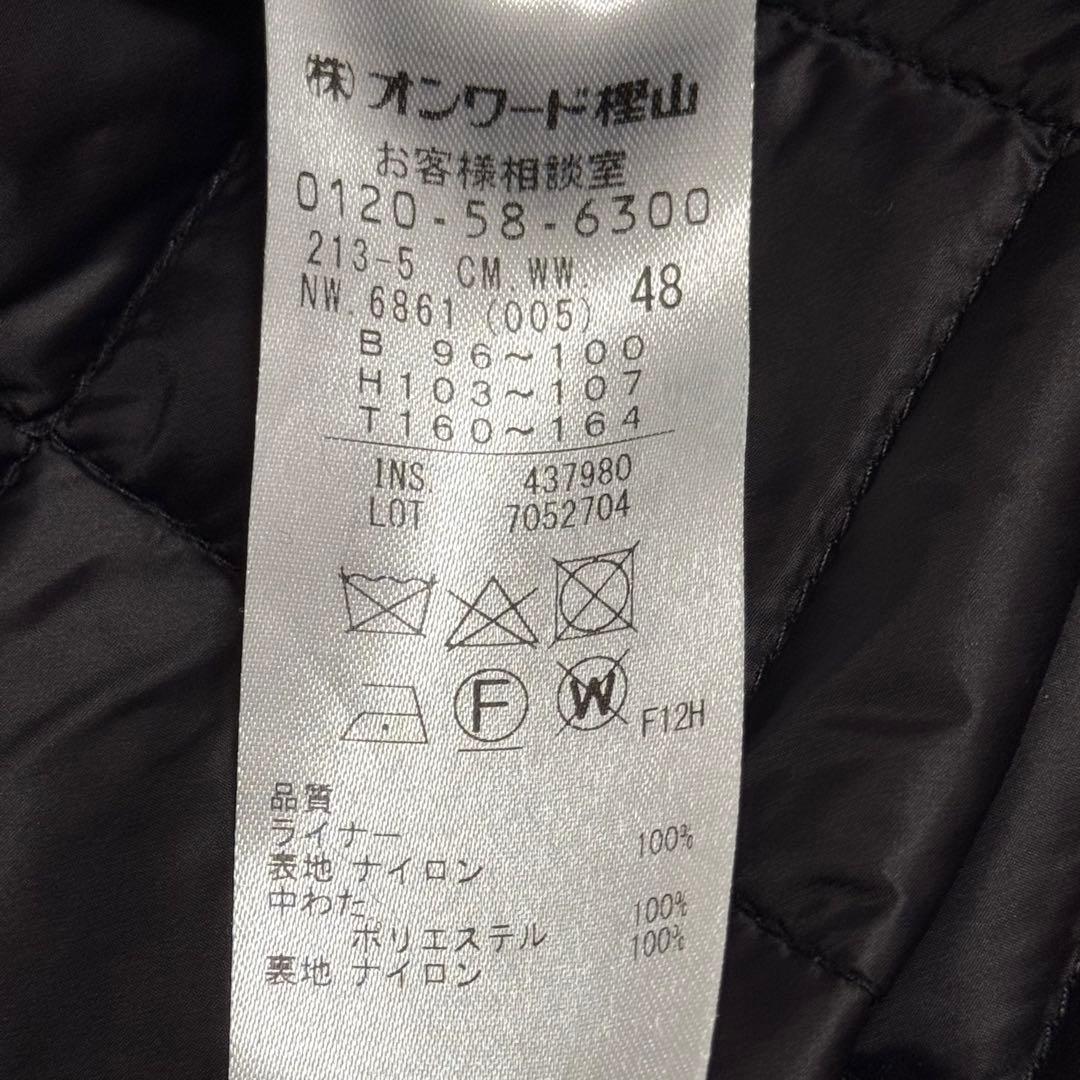 (株) オンワード樫山
お客様相談室
0120-58-6300
213-5 CM.WW.
NW.6861 (005) 48
B 96～100
H 103～107
T 160～164
INS 437980
LOT 7052704
F W F12H
品質
ライナー
表地 ナイロン 100%
中わた
ポリエステル 100%
裏地 ナイロン 100%